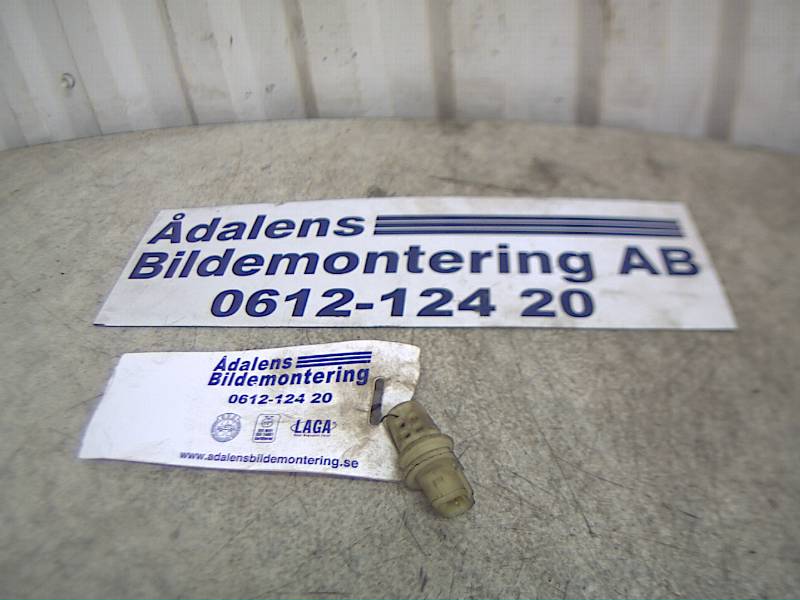 Ådalens
Bildemontering AB
0612-124 20
Ådalens
Bildemontering
0612-124 20
LAGA
www.adalensbildemontering.se